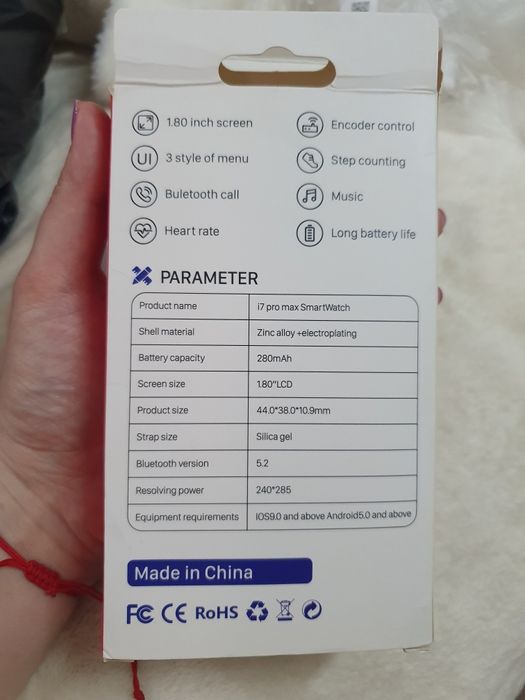 1.80 inch screen
Encoder control
UI 3 style of menu
Step counting
Buletooth call
Music
Heart rate
Long battery life
PARAMETER
Product name i7 pro max SmartWatch
Shell material Zinc alloy +electroplating
Battery capacity 280mAh
Screen size 1.80"LCD
Product size 44.0*38.0*10.9mm
Strap size Silica gel
Bluetooth version 5.2
Resolving power 240*285
Equipment requirements IOS9.0 and above Android5.0 and above
Made in China
FC CE RoHS